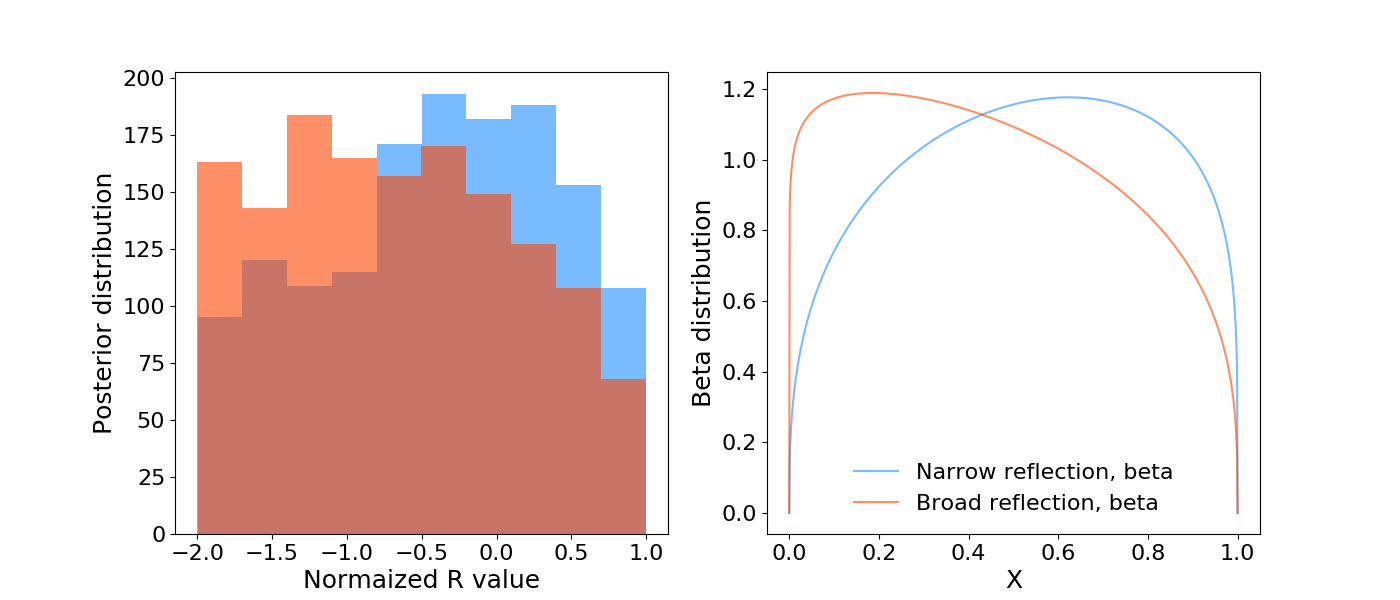 Posterior distribution
200
175
150
125
100
75
50
25
0
−2.0 −1.5 −1.0 −0.5 0.0 0.5 1.0
Normaized R value
Beta distribution
1.2
1.0
0.8
0.6
0.4
0.2
0.0
Narrow reflection, beta
Broad reflection, beta
0.0 0.2 0.4 0.6 0.8 1.0
X